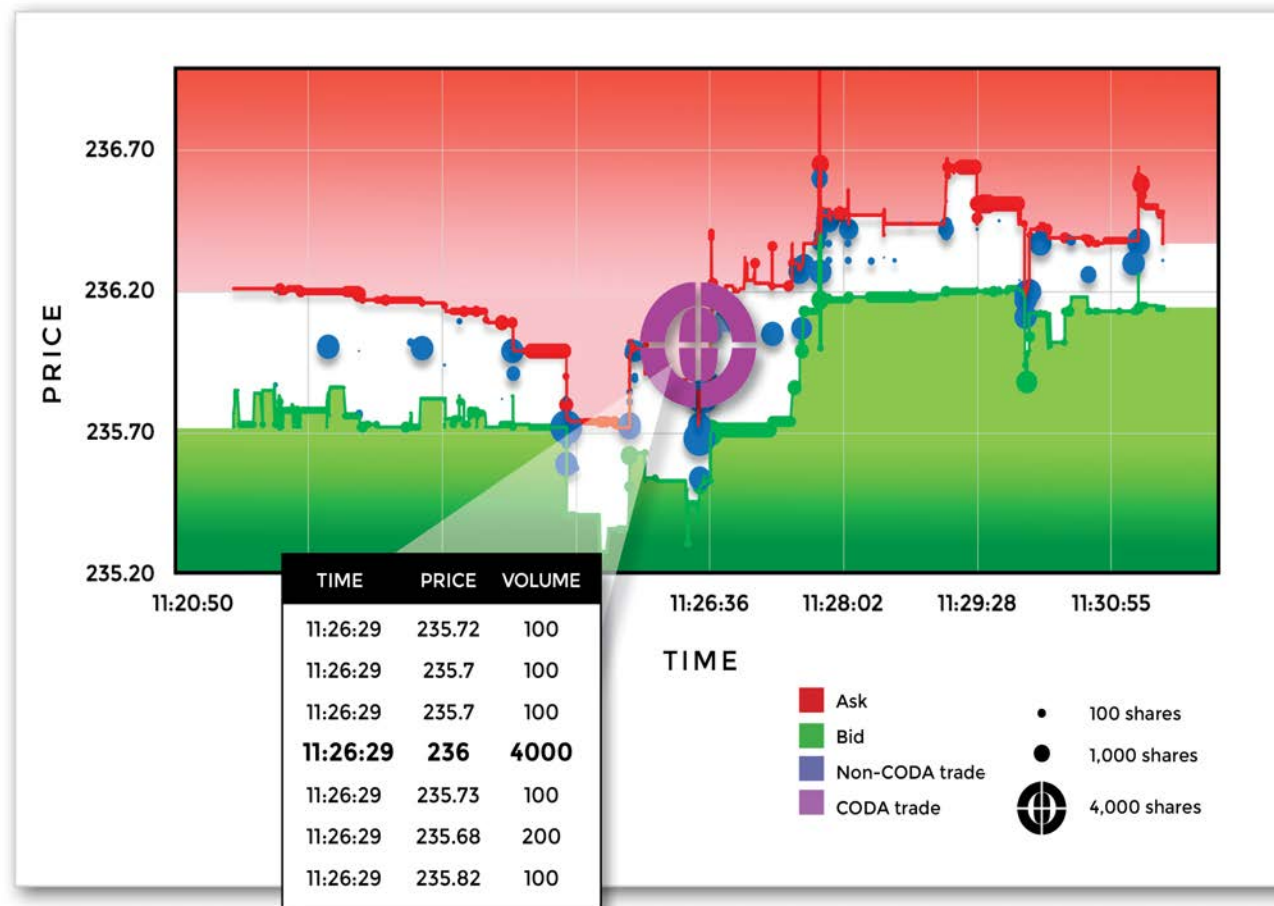 PRICE
236.70
236.20
235.70
235.20
11:20:50 11:26:36 11:28:02 11:29:28 11:30:55
TIME
TIME PRICE VOLUME
11:26:29 235.72 100
11:26:29 235.7 100
11:26:29 235.7 100
11:26:29 236 4000
11:26:29 235.73 100
11:26:29 235.68 200
11:26:29 235.82 100
Ask
Bid
Non-CODA trade
CODA trade
100 shares
1,000 shares
4,000 shares